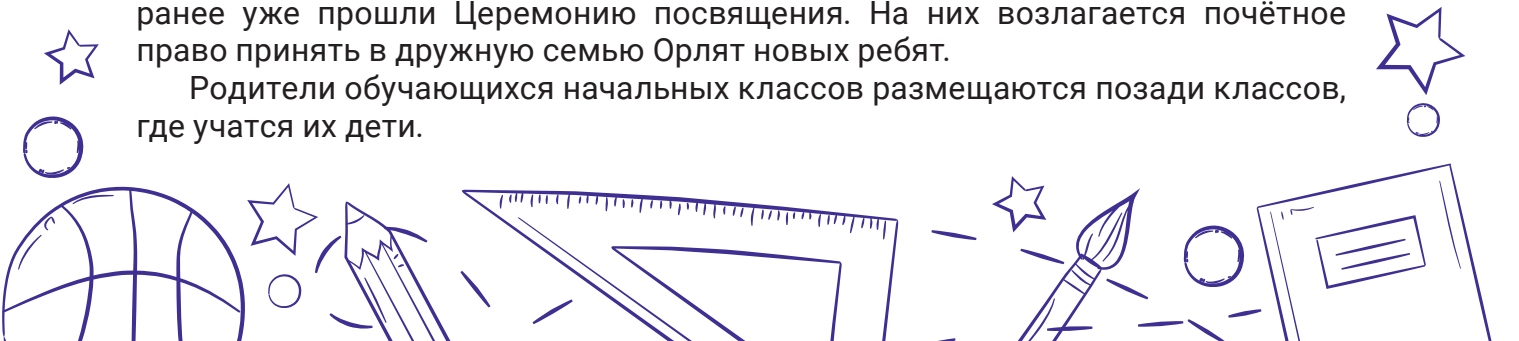 ранее уже прошли Церемонию посвящения. На них возлагается почётное
право принять в дружную семью Орлят новых ребят.
Родители обучающихся начальных классов размещаются позади классов,
где учатся их дети.